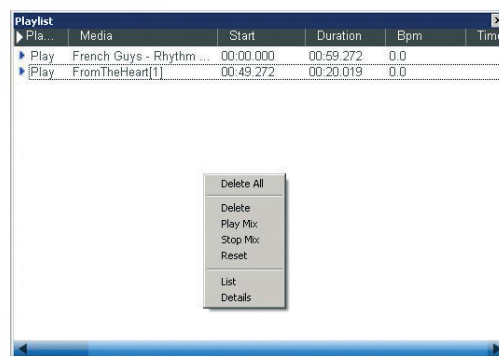 Playlist
Pla... Media Start Duration Bpm Time
Play French Guys - Rhythm ... 00:00.000 00:59.272 0.0
Play FromTheHeart[1] 00:49.272 00:20.019 0.0
Delete All
Delete
Play Mix
Stop Mix
Reset
List
Details